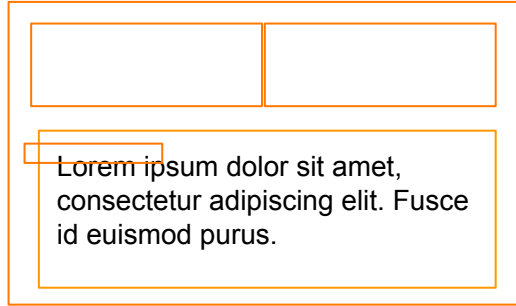 Lorem ipsum dolor sit amet,
consectetur adipiscing elit. Fusce
id euismod purus.